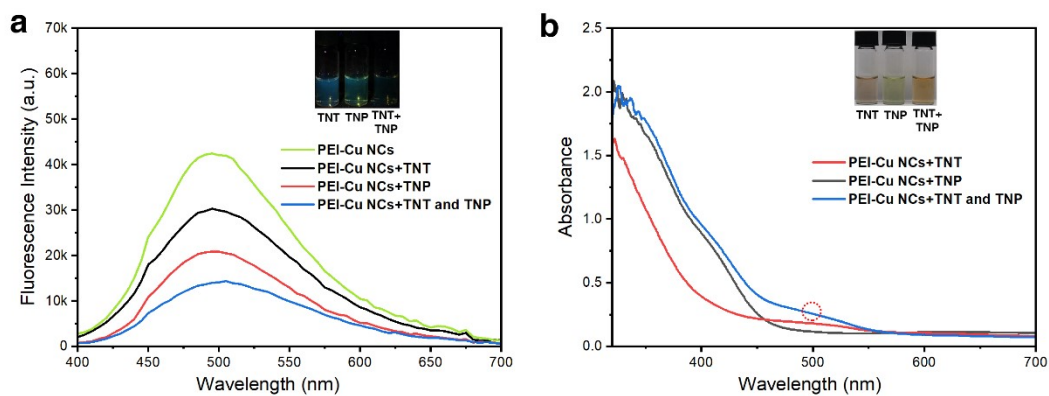 a
Fluorescence Intensity (a.u.)
70k
60k
50k
40k
30k
20k
10k
0
400 450 500 550 600 650 700
Wavelength (nm)
TNT TNP TNT+
TNP
PEI-Cu NCs
PEI-Cu NCs+TNT
PEI-Cu NCs+TNP
PEI-Cu NCs+TNT and TNP
b
Absorbance
2.5
2.0
1.5
1.0
0.5
0.0
400 500 600 700
Wavelength (nm)
TNT TNP TNT+
TNP
PEI-Cu NCs+TNT
PEI-Cu NCs+TNP
PEI-Cu NCs+TNT and TNP